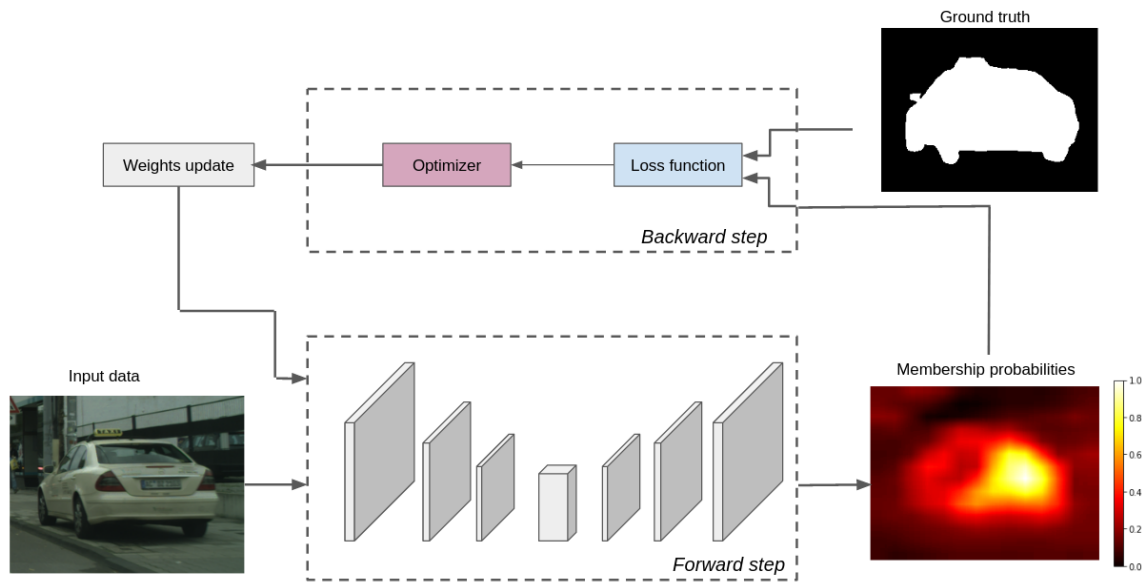 Ground truth
Weights update
Optimizer
Loss function
Backward step
Input data
Membership probabilities
1.0
0.8
0.6
0.4
0.2
0.0
TAXI
Forward step